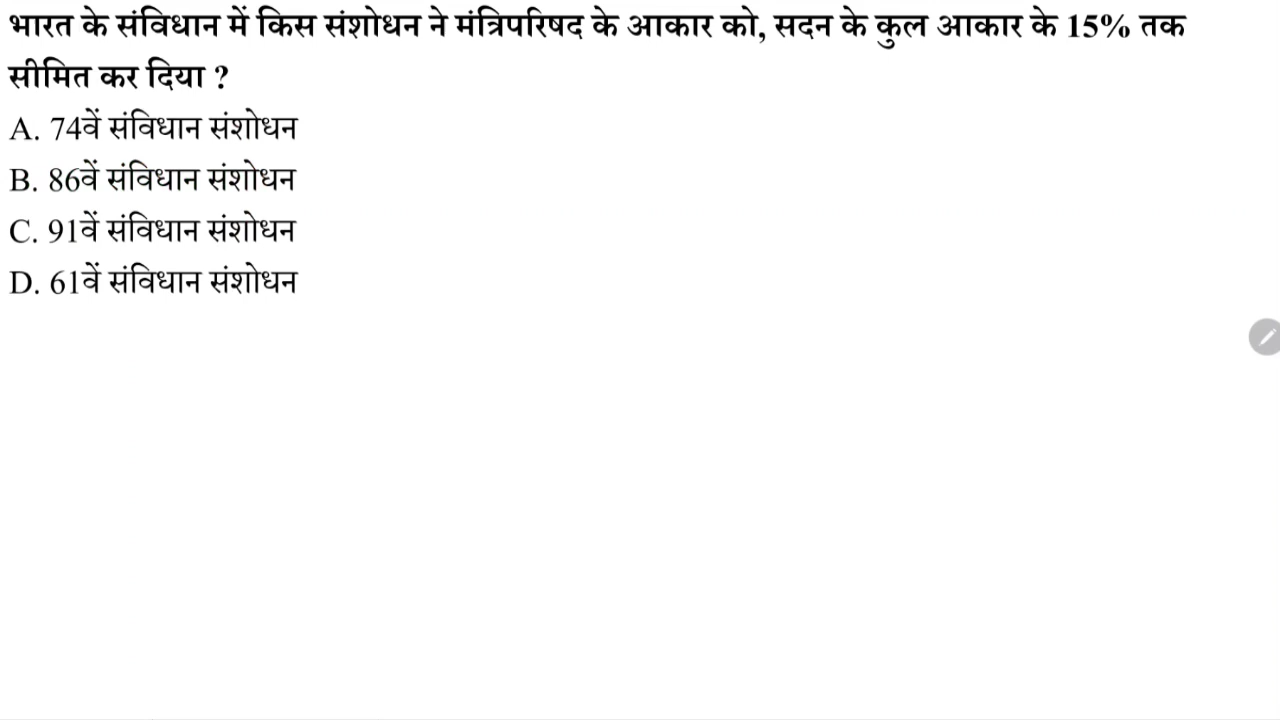 भारत के संविधान में किस संशोधन ने मंत्रिपरिषद के आकार को, सदन के कुल आकार के 15% तक
सीमित कर दिया ?
A. 74वें संविधान संशोधन
B. 86वें संविधान संशोधन
C. 91वें संविधान संशोधन
D. 61वें संविधान संशोधन